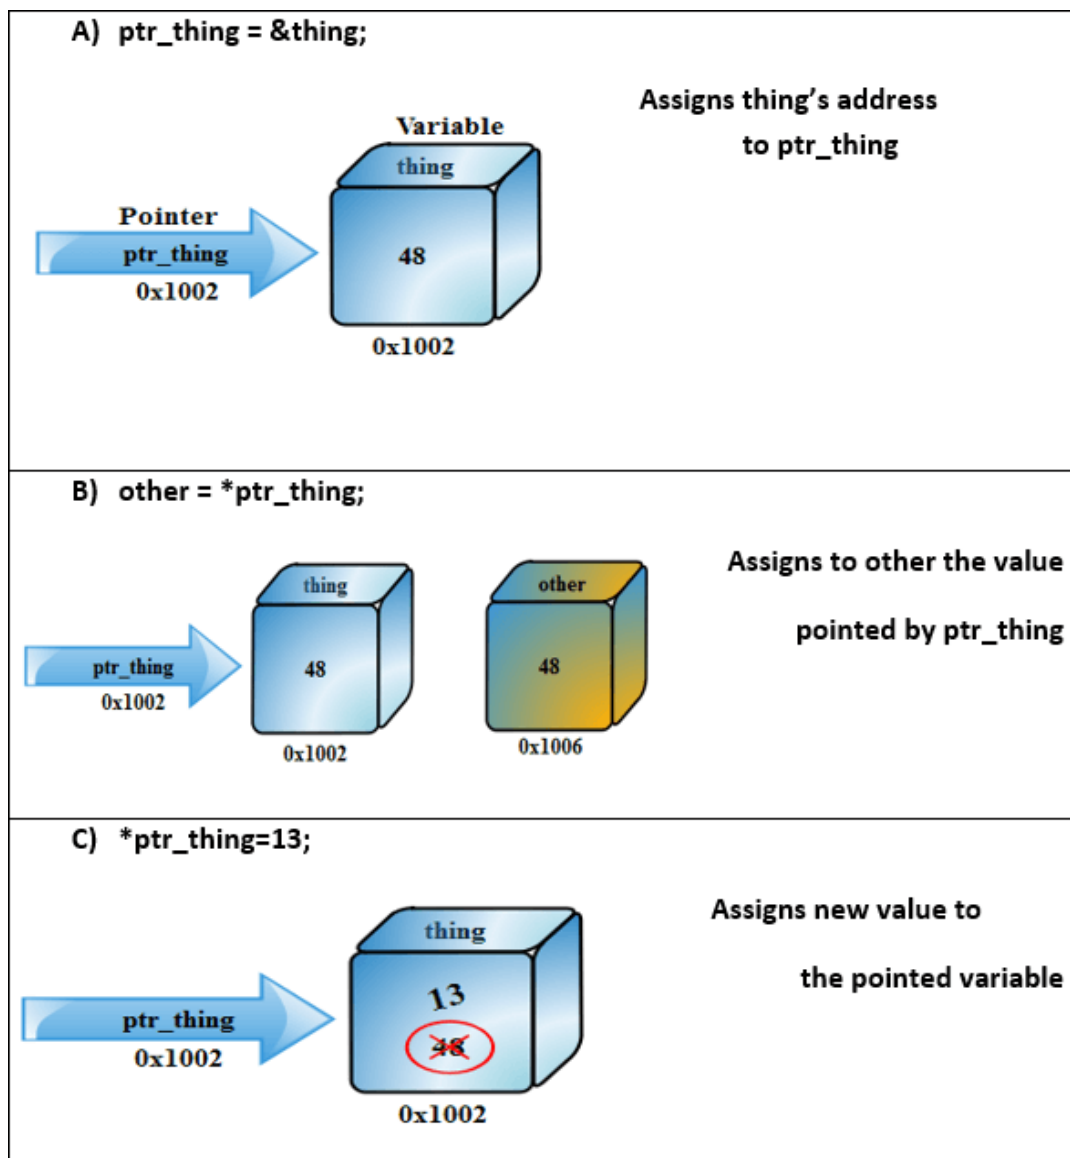 A) ptr_thing = &thing;
Assigns thing’s address
to ptr_thing
Variable
thing
Pointer
ptr_thing
48
0x1002
0x1002
B) other = *ptr_thing;
Assigns to other the value
pointed by ptr_thing
thing
other
ptr_thing
48
48
0x1002
0x1002
0x1006
C) *ptr_thing=13;
Assigns new value to
the pointed variable
thing
13
ptr_thing
48
0x1002
0x1002